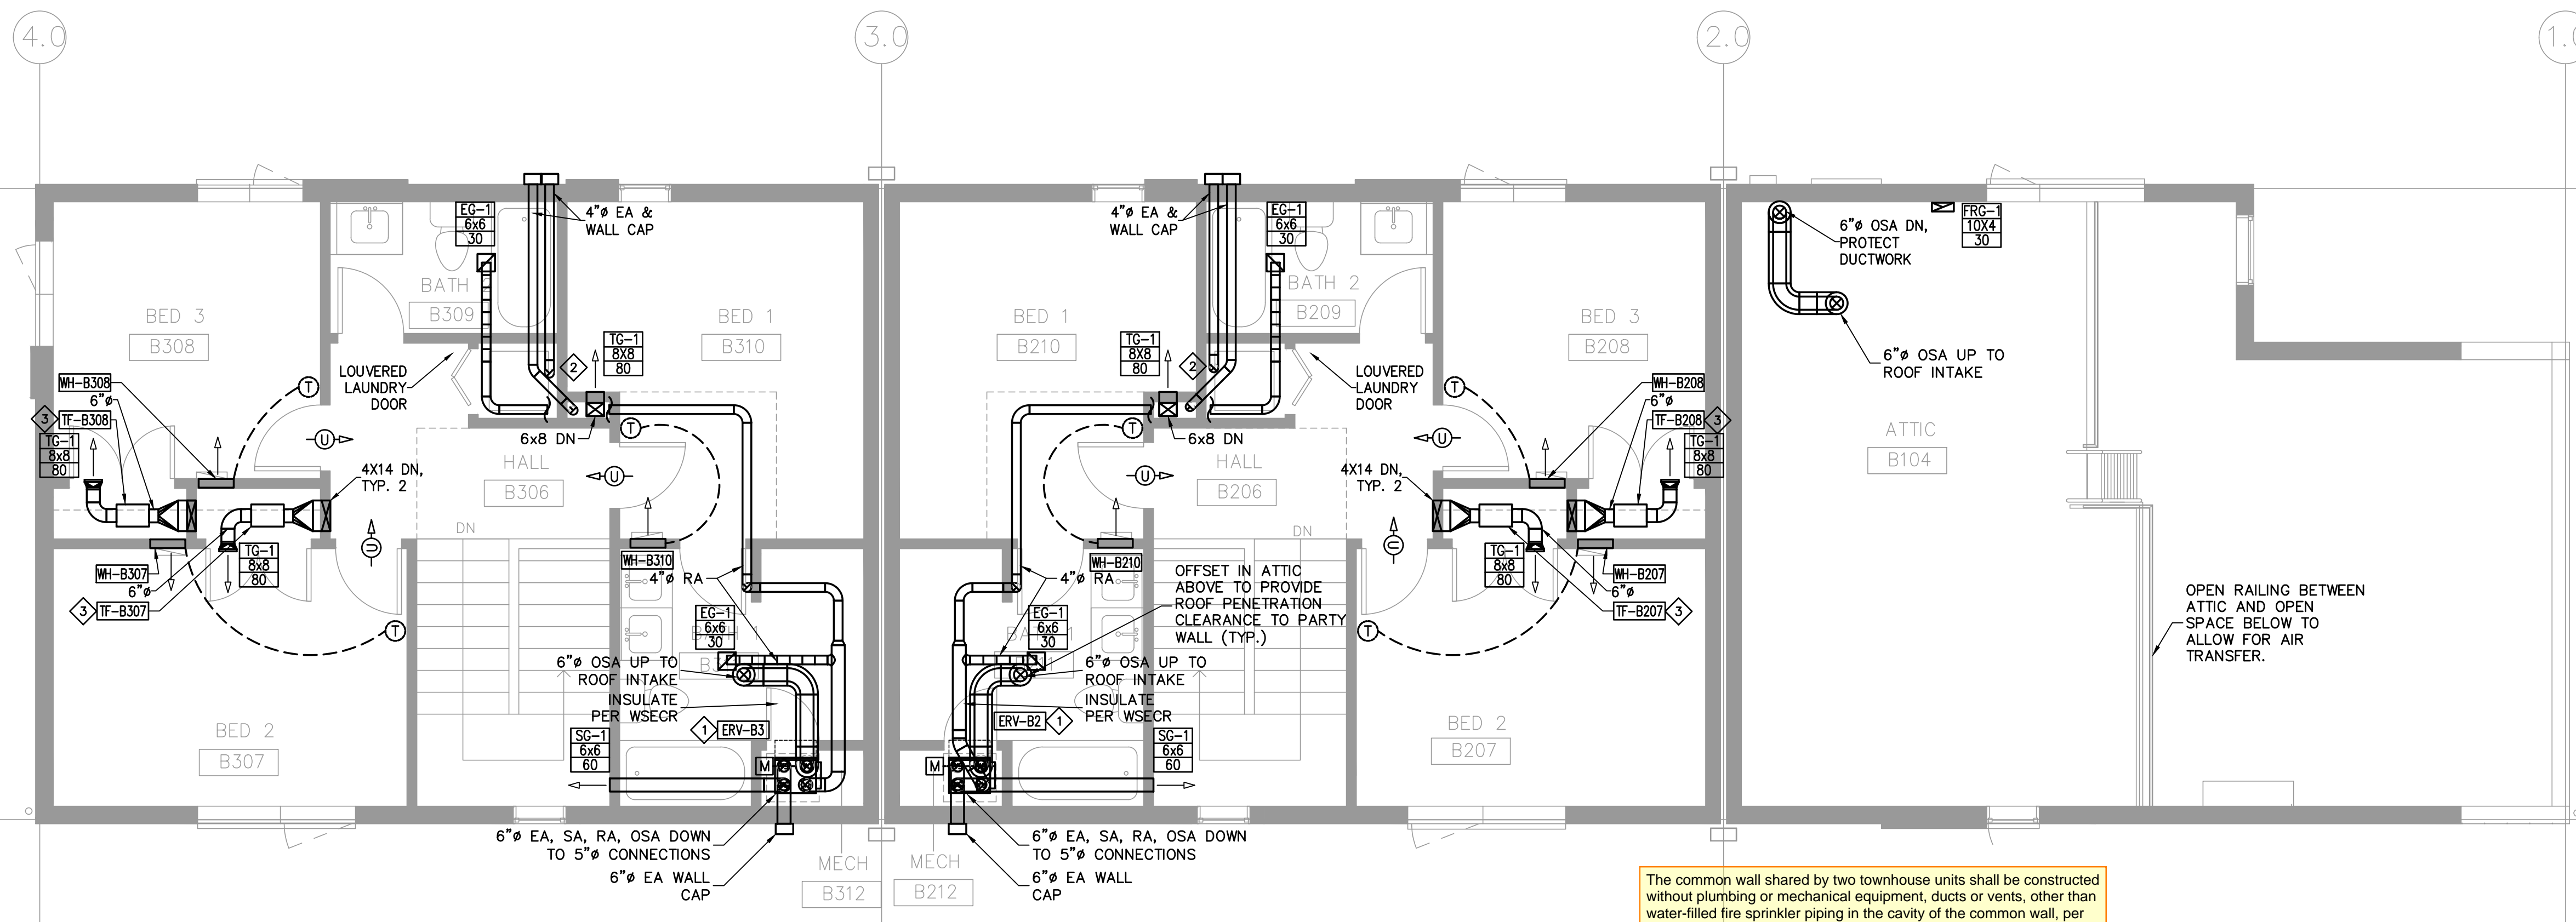 4.0
3.0
2.0
1.0
EG-1
6x6
30
4"ø EA &
WALL CAP
BED 3
B308
BATH
B309
BED 1
B310
TG-1
8X8
80
2
LOUVERED
LAUNDRY
DOOR
WH-B308
6"ø
3
TF-B308
TG-1
8x8
80
T
U
6x8 DN
T
4X14 DN,
TYP. 2
HALL
B306
U
DN
U
WH-B307
6"ø
3
TF-B307
TG-1
8x8
80
T
WH-B310
4"ø RA
EG-1
6x6
30
6"ø OSA UP TO
ROOF INTAKE
INSULATE
PER WSECR
1
ERV-B3
BED 2
B307
SG-1
6x6
60
M
6"ø EA, SA, RA, OSA DOWN
TO 5"ø CONNECTIONS
6"ø EA WALL
CAP
MECH
B312
4"ø EA &
WALL CAP
EG-1
6x6
30
BED 1
B210
BATH 2
B209
BED 3
B208
TG-1
8X8
80
2
LOUVERED
LAUNDRY
DOOR
T
WH-B208
6"ø
TF-B208
3
TG-1
8x8
80
T
6x8 DN
U
4X14 DN,
TYP. 2
HALL
B206
U
DN
U
WH-B210
4"ø RA
OFFSET IN ATTIC
ABOVE TO PROVIDE
ROOF PENETRATION
CLEARANCE TO PARTY
WALL (TYP.)
TG-1
8x8
80
WH-B207
6"ø
TF-B207
3
T
EG-1
6x6
30
6"ø OSA UP TO
ROOF INTAKE
INSULATE
PER WSECR
ERV-B2
1
BED 2
B207
SG-1
6x6
60
M
6"ø EA, SA, RA, OSA DOWN
TO 5"ø CONNECTIONS
6"ø EA WALL
CAP
MECH
B212
6"ø OSA DN,
PROTECT
DUCTWORK
FRG-1
10X4
30
6"ø OSA UP TO
ROOF INTAKE
ATTIC
B104
OPEN RAILING BETWEEN
ATTIC AND OPEN
SPACE BELOW TO
ALLOW FOR AIR
TRANSFER.
The common wall shared by two townhouse units shall be constructed
without plumbing or mechanical equipment, ducts or vents, other than
water-filled fire sprinkler piping in the cavity of the common wall, per